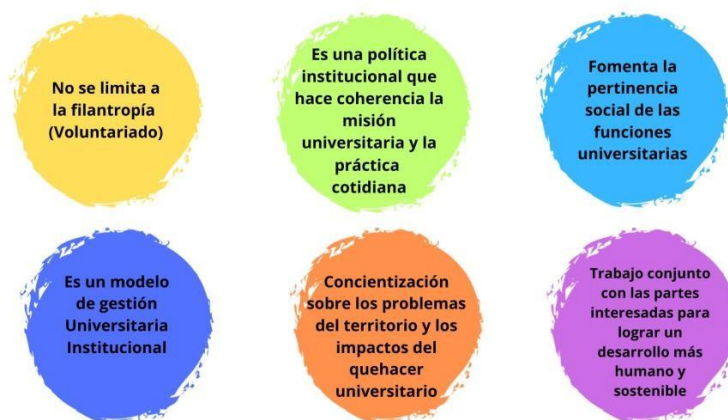 No se limita a
la filantropía
(Voluntariado)
Es una política
institucional que
hace coherencia la
misión
universitaria y la
práctica
cotidiana
Fomenta la
pertinencia
social de las
funciones
universitarias
Es un modelo
de gestión
Universitaria
Institucional
Concientización
sobre los problemas
del territorio y los
impactos del
quehacer
universitario
Trabajo conjunto
con las partes
interesadas para
lograr un
desarrollo más
humano y
sostenible